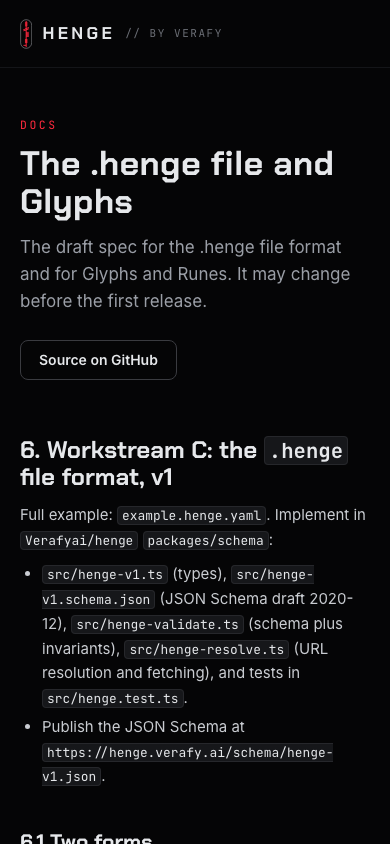 HENGE // BY VERAFY
DOCS
The .henge file and
Glyphs
The draft spec for the .henge file format
and for Glyphs and Runes. It may change
before the first release.
Source on GitHub
6. Workstream C: the .henge
file format, v1
Full example: example.henge.yaml. Implement in
Verafyai/henge packages/schema:
• src/henge-v1.ts (types), src/henge-
v1.schema.json (JSON Schema draft 2020-
12), src/henge-validate.ts (schema plus
invariants), src/henge-resolve.ts (URL
resolution and fetching), and tests in
src/henge.test.ts.
• Publish the JSON Schema at
https://henge.verafy.ai/schema/henge-
v1.json.
6.1 Two forms